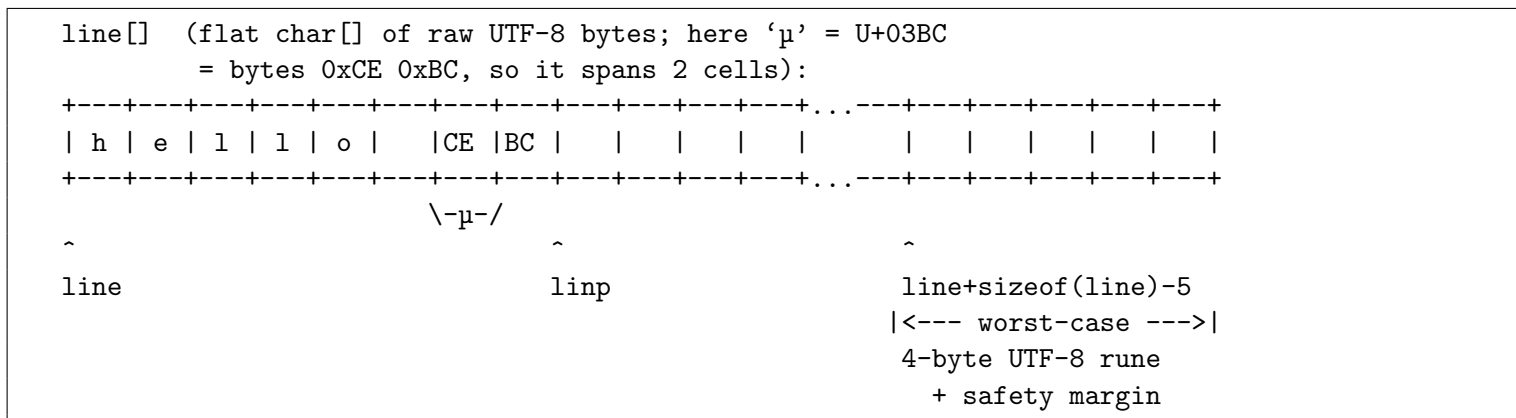 line[]  (flat char[] of raw UTF-8 bytes; here ‘µ’ = U+03BC
         = bytes 0xCE 0xBC, so it spans 2 cells):
+---+---+---+---+---+---+---+---+---+---+---+---+...---+---+---+---+---+---+
| h | e | l | l | o |   |CE |BC |   |   |   |   |      |   |   |   |   |   |
+---+---+---+---+---+---+---+---+---+---+---+---+...---+---+---+---+---+---+
                        \-µ-/
^                               ^                      ^
line                            linp                   line+sizeof(line)-5
                                                      |<--- worst-case --->|
                                                       4-byte UTF-8 rune
                                                         + safety margin